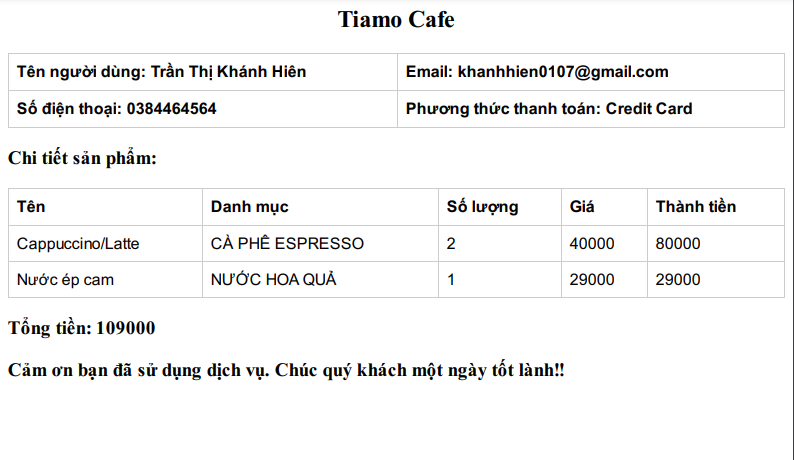 Tiamo Cafe
Tên người dùng: Trần Thị Khánh Hiên Email: khanhhien0107@gmail.com
Số điện thoại: 0384464564 Phương thức thanh toán: Credit Card
Chi tiết sản phẩm:
Tên Danh mục Số lượng Giá Thành tiền
Cappuccino/Latte CÀ PHÊ ESPRESSO 2 40000 80000
Nước ép cam NƯỚC HOA QUẢ 1 29000 29000
Tổng tiền: 109000
Cảm ơn bạn đã sử dụng dịch vụ. Chúc quý khách một ngày tốt lành!!